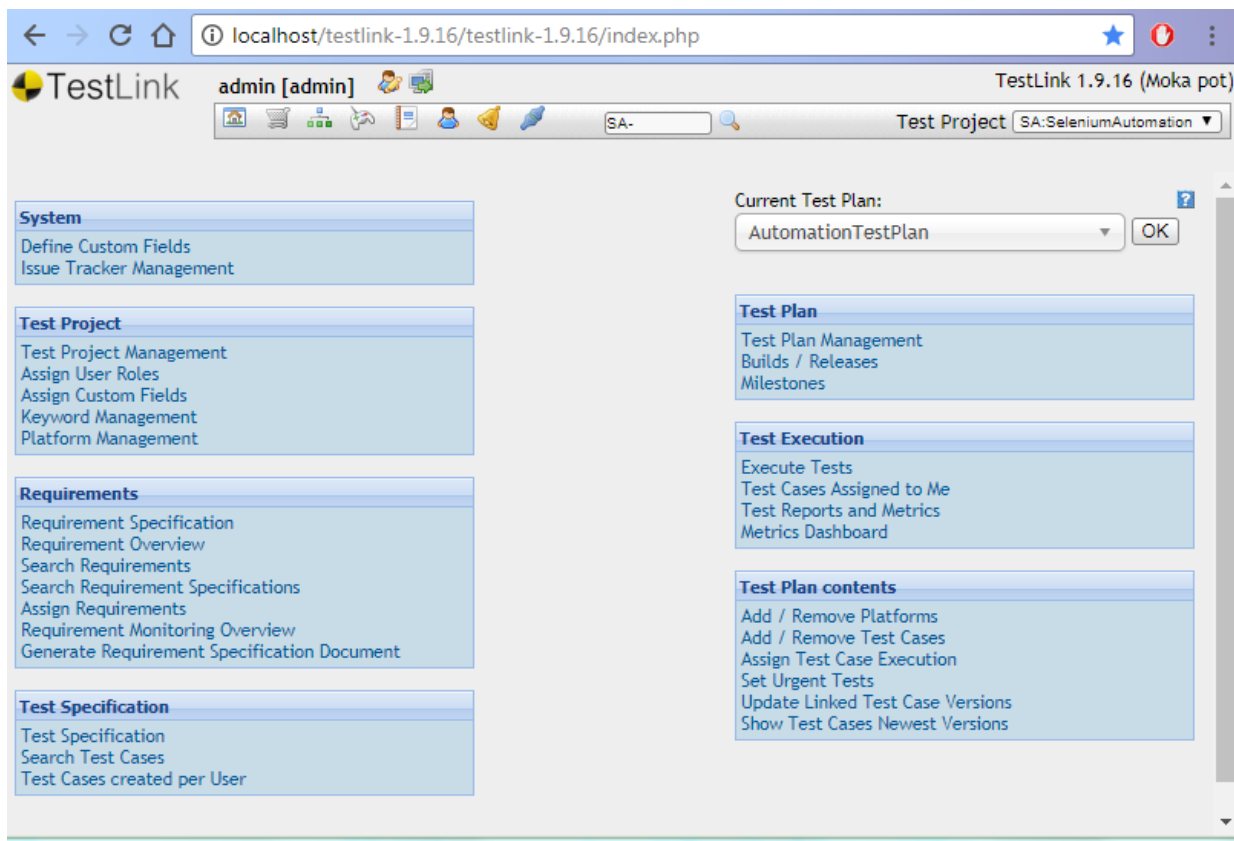 localhost/testlink-1.9.16/testlink-1.9.16/index.php
TestLink
admin [admin]
TestLink 1.9.16 (Moka pot)
SA-
Test Project
SA:SeleniumAutomation
System
Define Custom Fields
Issue Tracker Management
Test Project
Test Project Management
Assign User Roles
Assign Custom Fields
Keyword Management
Platform Management
Requirements
Requirement Specification
Requirement Overview
Search Requirements
Search Requirement Specifications
Assign Requirements
Requirement Monitoring Overview
Generate Requirement Specification Document
Test Specification
Test Specification
Search Test Cases
Test Cases created per User
Current Test Plan:
?
AutomationTestPlan
OK
Test Plan
Test Plan Management
Builds / Releases
Milestones
Test Execution
Execute Tests
Test Cases Assigned to Me
Test Reports and Metrics
Metrics Dashboard
Test Plan contents
Add / Remove Platforms
Add / Remove Test Cases
Assign Test Case Execution
Set Urgent Tests
Update Linked Test Case Versions
Show Test Cases Newest Versions